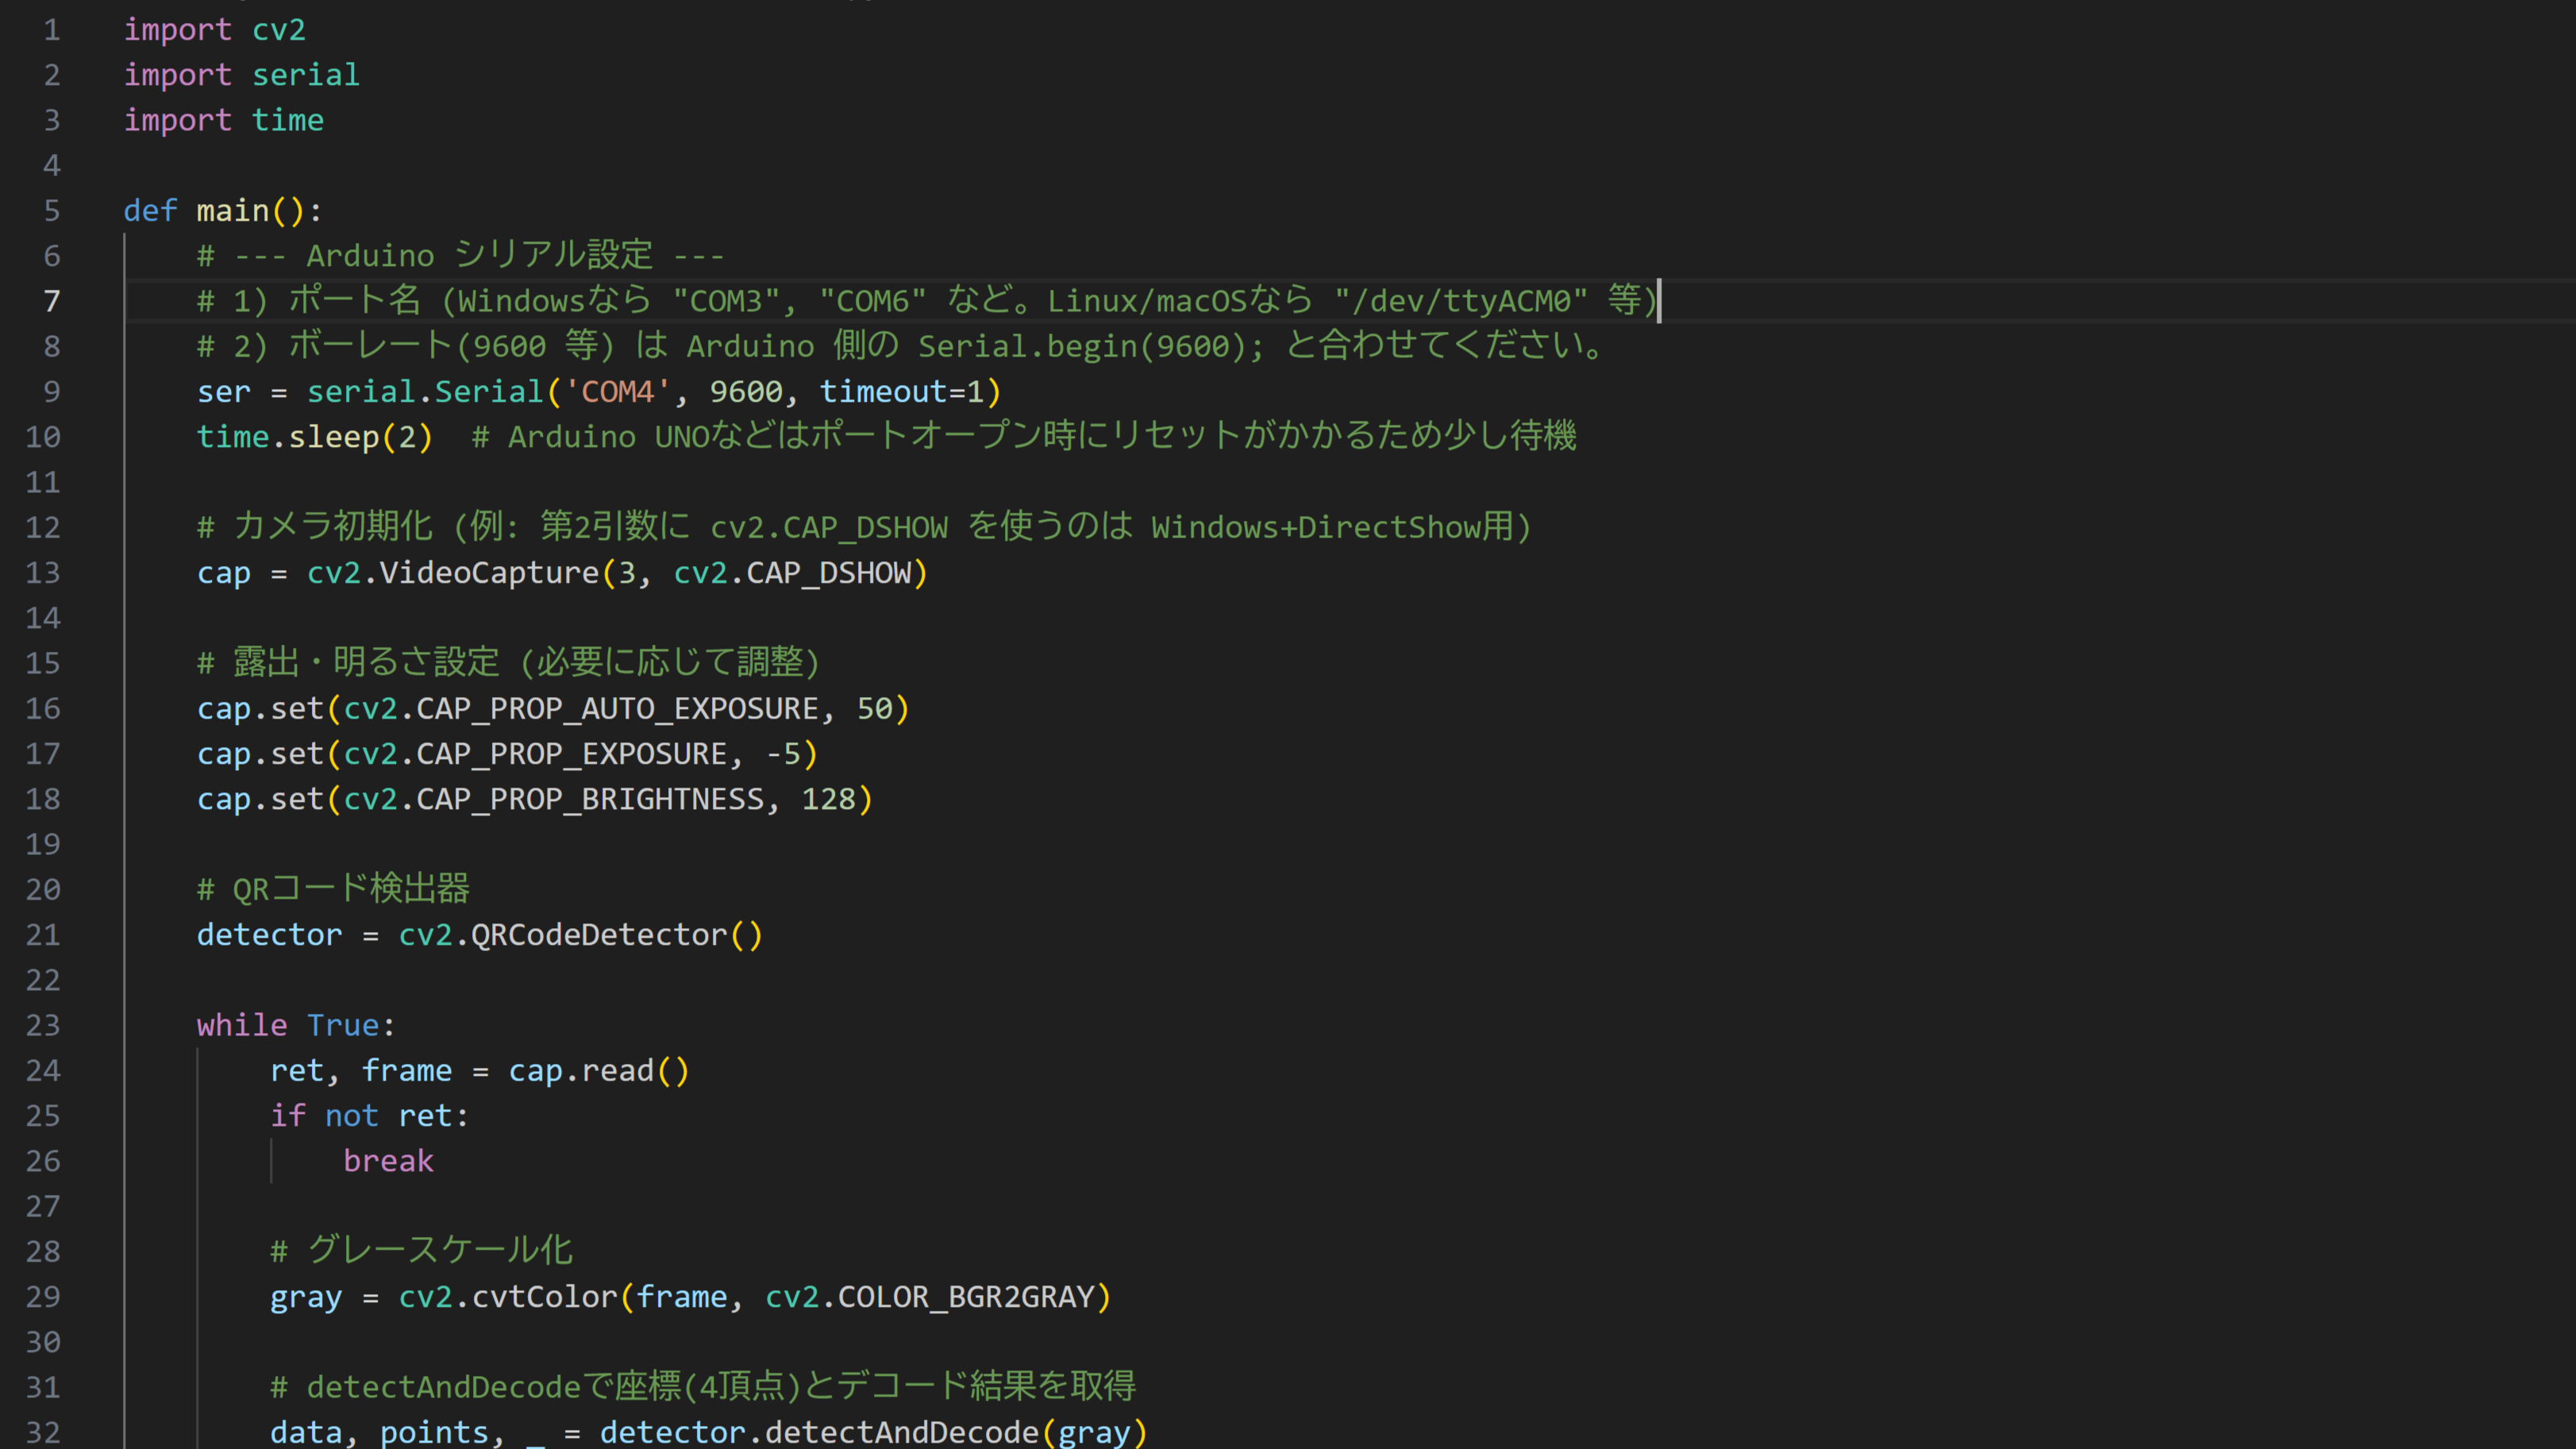 1 import cv2
2 import serial
3 import time
4
5 def main():
6 # --- Arduino シリアル設定 ---
7 # 1) ポート名 (Windowsなら "COM3", "COM6" など。Linux/macOSなら "/dev/ttyACM0" 等)
8 # 2) ボーレート(9600 等) は Arduino 側の Serial.begin(9600); と合わせてください。
9 ser = serial.Serial('COM4', 9600, timeout=1)
10 time.sleep(2)  # Arduino UNOなどはポートオープン時にリセットがかかるため少し待機
11
12 # カメラ初期化 (例: 第2引数に cv2.CAP_DSHOW を使うのは Windows+DirectShow用)
13 cap = cv2.VideoCapture(3, cv2.CAP_DSHOW)
14
15 # 露出・明るさ設定 (必要に応じて調整)
16 cap.set(cv2.CAP_PROP_AUTO_EXPOSURE, 50)
17 cap.set(cv2.CAP_PROP_EXPOSURE, -5)
18 cap.set(cv2.CAP_PROP_BRIGHTNESS, 128)
19
20 # QRコード検出器
21 detector = cv2.QRCodeDetector()
22
23 while True:
24 ret, frame = cap.read()
25 if not ret:
26 break
27
28 # グレースケール化
29 gray = cv2.cvtColor(frame, cv2.COLOR_BGR2GRAY)
30
31 # detectAndDecodeで座標(4頂点)とデコード結果を取得
32 data, points, _ = detector.detectAndDecode(gray)